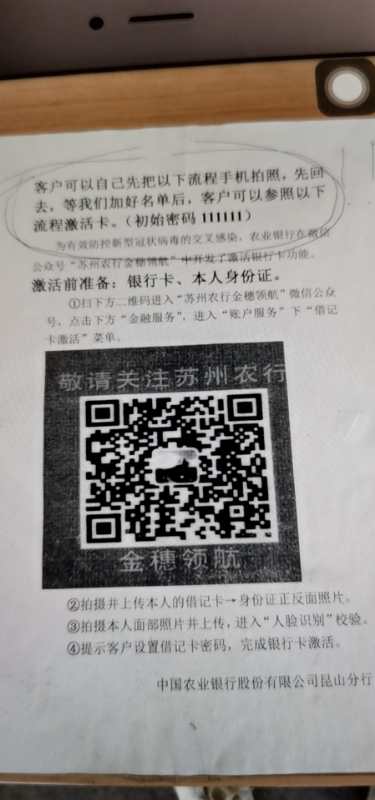 客户可以自己先把以下流程手机拍照，先回
去，等我们加好名单后，客户可以参照以下
流程激活卡。（初始密码 111111）
为有效防控新型冠状病毒的交叉感染，农业银行在微信
公众号“苏州农行金穗领航”中开发了激活银行卡功能。
激活前准备：银行卡、本人身份证。
①扫下方二维码进入“苏州农行金穗领航”微信公众
号，点击下方“金融服务”，进入“账户服务”下“借记
卡激活”菜单。
敬请关注苏州农行
金穗领航
②拍摄并上传本人的借记卡→身份证正反面照片。
③拍摄本人面部照片并上传，进入“人脸识别”校验。
④提示客户设置借记卡密码，完成银行卡激活。
中国农业银行股份有限公司昆山分行